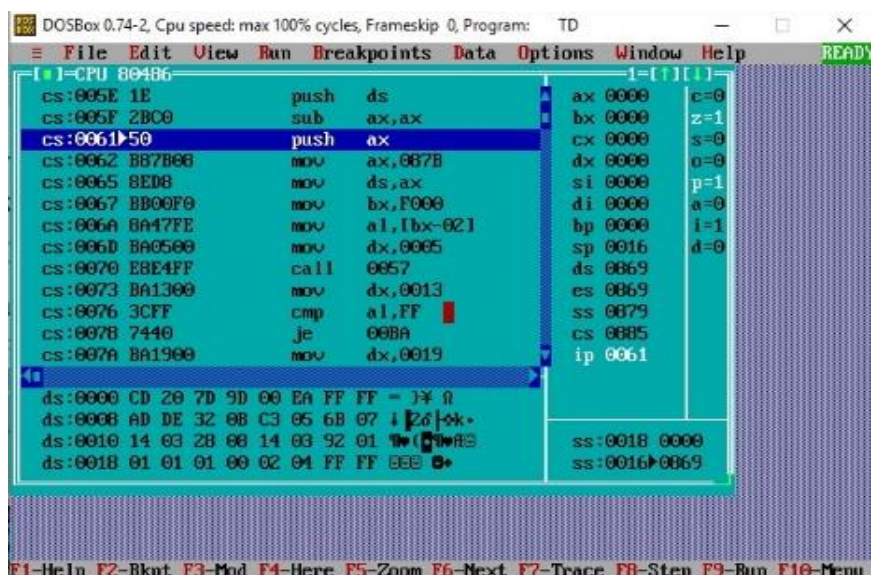 DOSBox 0.74-2, Cpu speed: max 100% cycles, Frameskip 0, Program: TD
≡ File Edit View Run Breakpoints Data Options Window Help READY
[■]=CPU 80486 1=[↑][↓]
cs:005E 1E push ds ax 0000 c=0
cs:005F 2BC0 sub ax,ax bx 0000 z=1
cs:0061►50 push ax cx 0000 s=0
cs:0062 B87B08 mov ax,087B dx 0000 o=0
cs:0065 8ED8 mov ds,ax si 0000 p=1
cs:0067 BB00F0 mov bx,F000 di 0000 a=0
cs:006A 8A47FE mov al,[bx-02] bp 0000 i=1
cs:006D BA0500 mov dx,0005 sp 0016 d=0
cs:0070 E8E4FF call 0057 ds 0869
cs:0073 BA1300 mov dx,0013 es 0869
cs:0076 3CFF cmp al,FF ss 0879
cs:0078 7440 je 00BA cs 0885
cs:007A BA1900 mov dx,0019 ip 0061
ds:0000 CD 20 7D 9D 00 EA FF FF = }¥ Ω
ds:0008 AD DE 32 0B C3 05 6B 07
ds:0010 14 03 28 08 14 03 92 01 ss:0018 0000
ds:0018 01 01 01 00 02 04 FF FF ss:0016►0869
F1-Help F2-Bkpt F3-Mod F4-Here F5-Zoom F6-Next F7-Trace F8-Step F9-Run F10-Menu